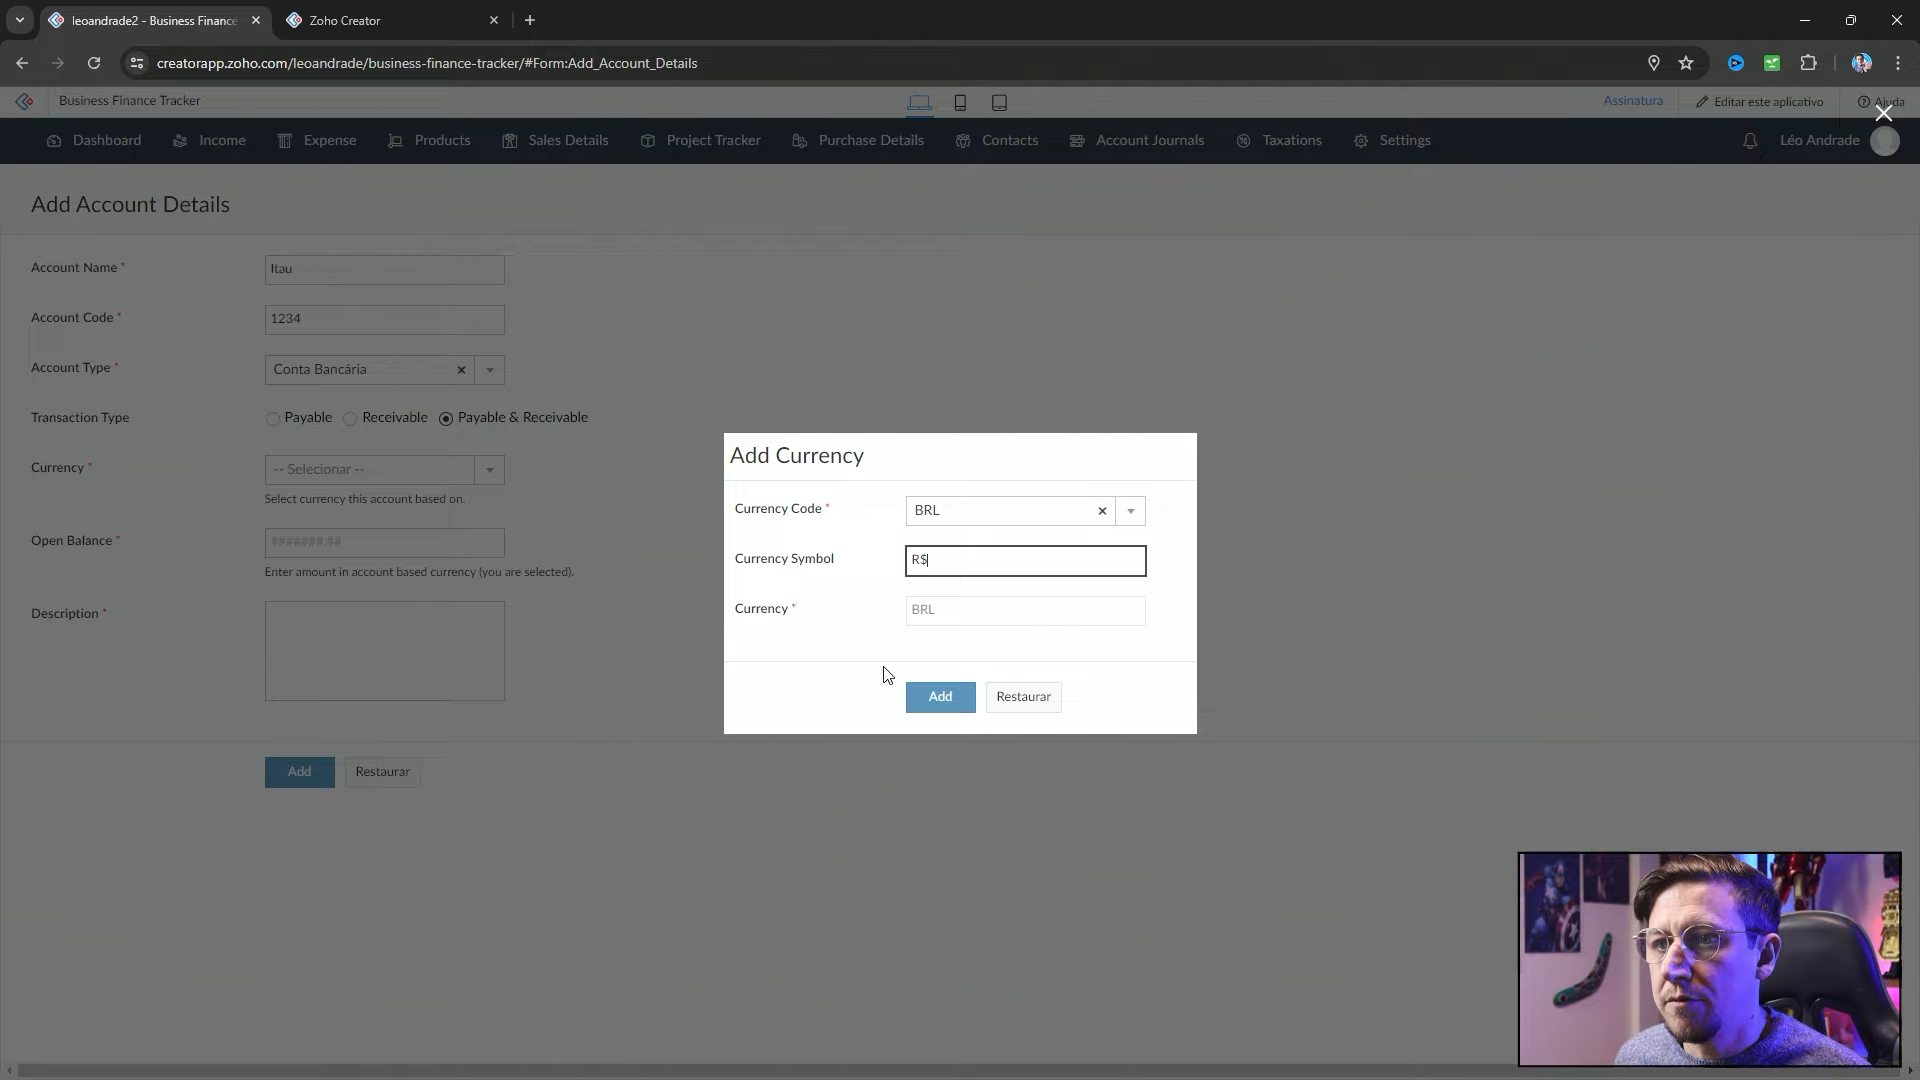 leoandrade2 - Business Finance
Zoho Creator
creatorapp.zoho.com/leoandrade/business-finance-tracker/#Form:Add_Account_Details
Business Finance Tracker
Assinatura
Editar este aplicativo
Ajuda
Dashboard
Income
Expense
Products
Sales Details
Project Tracker
Purchase Details
Contacts
Account Journals
Taxations
Settings
Léo Andrade
Add Account Details
Account Name *
Itau
Account Code *
1234
Account Type *
Conta Bancária
Transaction Type
Payable
Receivable
Payable & Receivable
Currency *
-- Selecionar --
Select currency this account based on.
Open Balance *
#######.##
Enter amount in account based currency (you are selected).
Description *
Add
Restaurar
Add Currency
Currency Code *
BRL
Currency Symbol
R$
Currency *
BRL
Add
Restaurar